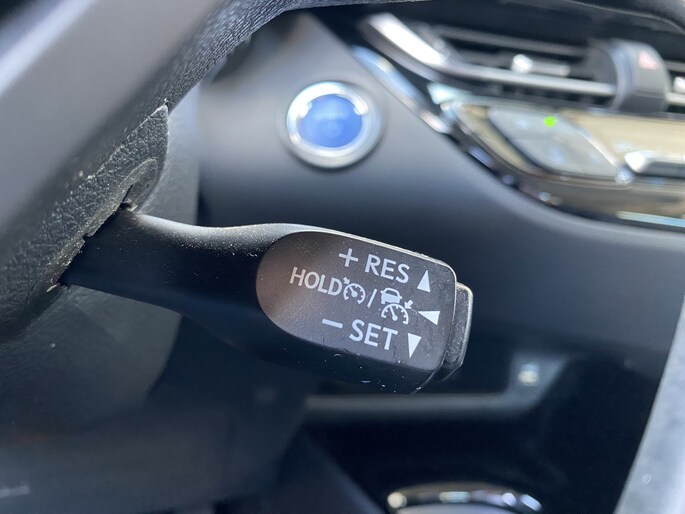 + RES
HOLD /
− SET